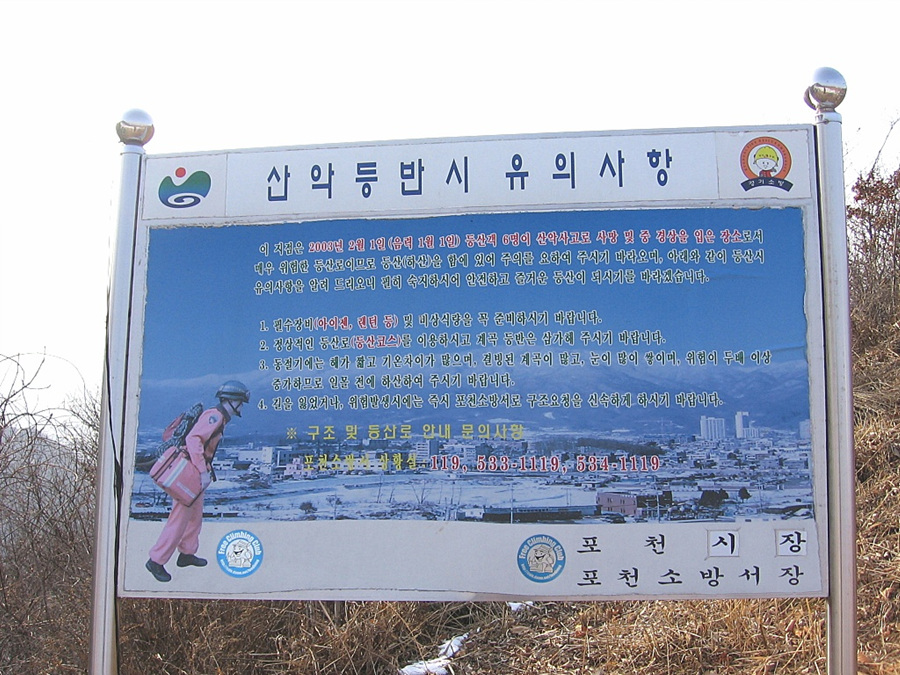 산악등반시 유의사항
경기소방
이 지점은 2003년 2월 1일 (음력 1월 1일) 등산객 6명이 산악사고로 사망 및 중 경상을 입은 장소로서
매우 위험한 등산로이므로 등산(하산)을 함에 있어 주의를 요하여 주시기 바라오며, 아래와 같이 등산시
유의사항을 알려 드리오니 필히 숙지하시어 안전하고 즐거운 등산이 되시기를 바라겠습니다.
1. 필수장비(아이젠, 랜턴 등) 및 비상식량을 꼭 준비하시기 바랍니다.
2. 정상적인 등산로(등산코스)를 이용하시고 계곡 등반은 삼가해 주시기 바랍니다.
3. 동절기에는 해가 짧고 기온차이가 많으며, 결빙된 계곡이 많고, 눈이 많이 쌓이며, 위험이 두배 이상
증가하므로 일몰 전에 하산하여 주시기 바랍니다.
4. 길을 잃었거나, 위험발생시에는 즉시 포천소방서로 구조요청을 신속하게 하시기 바랍니다.
※ 구조 및 등산로 안내 문의사항
포천소방서 상황실 119, 533-1119, 534-1119
Free Climbing Club
Free Climbing Club
포천시장
포천소방서장